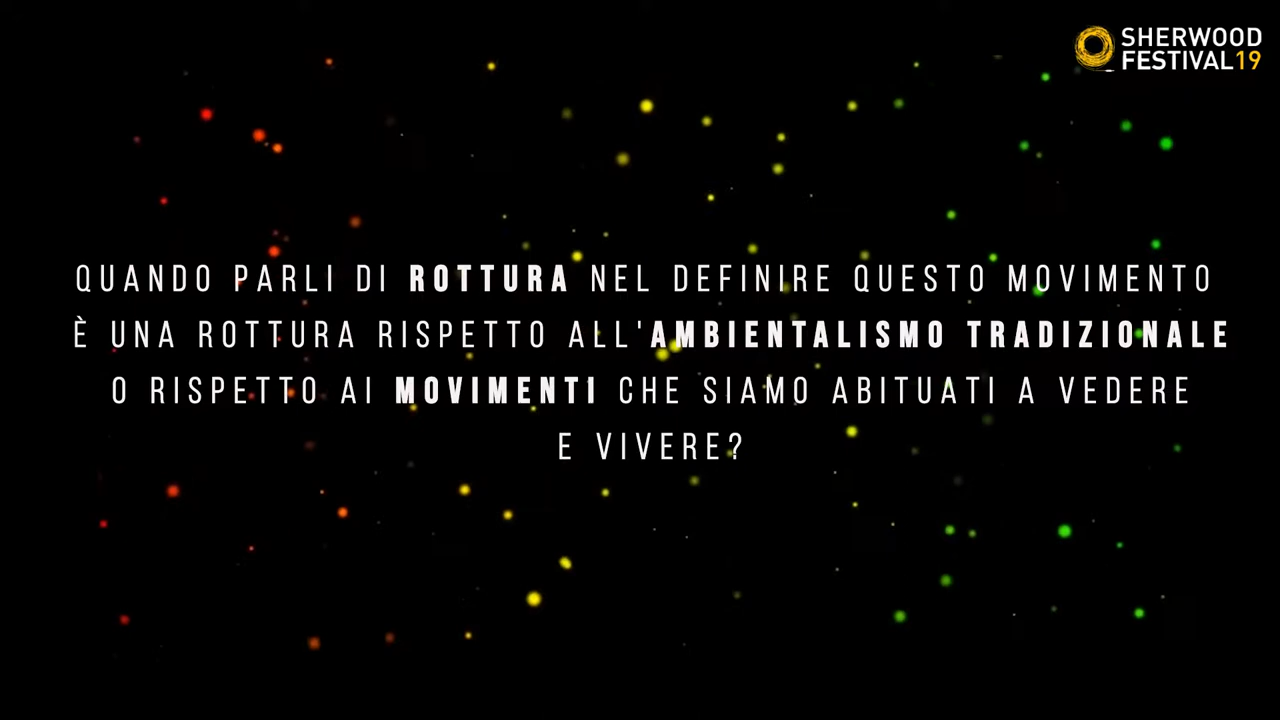 SHERWOOD
FESTIVAL19
QUANDO PARLI DI ROTTURA NEL DEFINIRE QUESTO MOVIMENTO
È UNA ROTTURA RISPETTO ALL'AMBIENTALISMO TRADIZIONALE
O RISPETTO AI MOVIMENTI CHE SIAMO ABITUATI A VEDERE
E VIVERE?